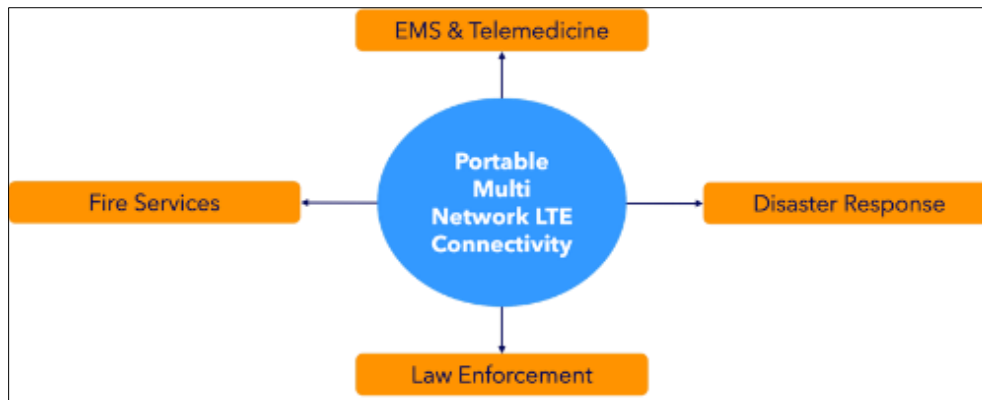 EMS & Telemedicine
Portable
Multi
Network LTE
Connectivity
Fire Services
Disaster Response
Law Enforcement